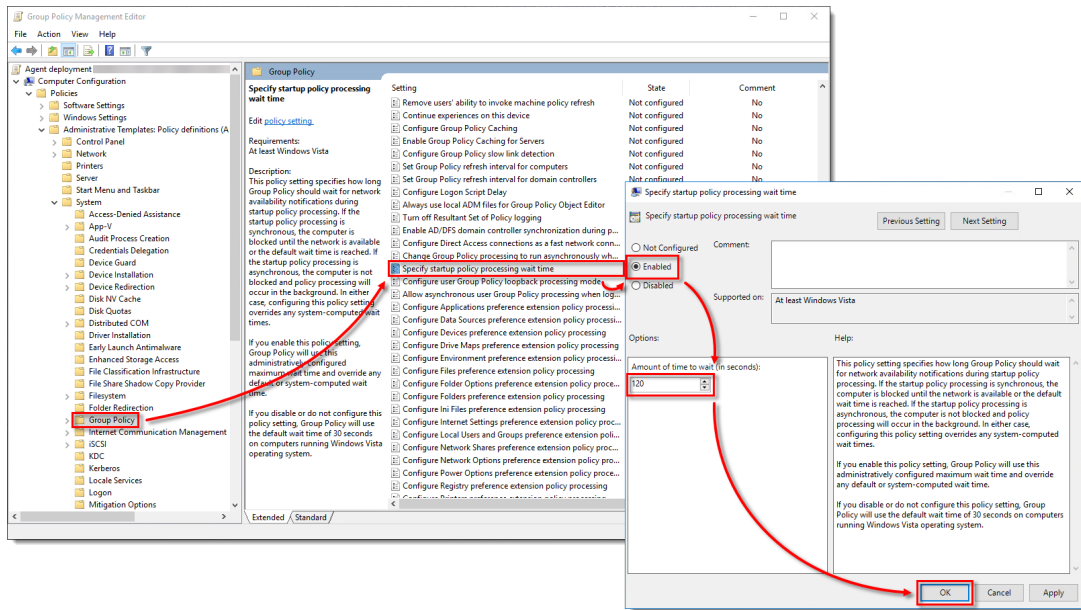 Group Policy Management Editor
File Action View Help
Agent deployment
Computer Configuration
Policies
Software Settings
Windows Settings
Administrative Templates: Policy definitions (A
Control Panel
Network
Printers
Server
Start Menu and Taskbar
System
Access-Denied Assistance
App-V
Audit Process Creation
Credentials Delegation
Device Guard
Device Installation
Device Redirection
Disk NV Cache
Disk Quotas
Distributed COM
Driver Installation
Early Launch Antimalware
Enhanced Storage Access
File Classification Infrastructure
File Share Shadow Copy Provider
Filesystem
Folder Redirection
Group Policy
Internet Communication Management
iSCSI
KDC
Kerberos
Locale Services
Logon
Mitigation Options
Group Policy
Specify startup policy processing
wait time
Edit policy setting
Requirements:
At least Windows Vista
Description:
This policy setting specifies how long
Group Policy should wait for network
availability notifications during
startup policy processing. If the
startup policy processing is
synchronous, the computer is
blocked until the network is available
or the default wait time is reached. If
the startup policy processing is
asynchronous, the computer is not
blocked and policy processing will
occur in the background. In either
case, configuring this policy setting
overrides any system-computed wait
times.
If you enable this policy setting,
Group Policy will use this
administratively configured
maximum wait time and override any
default or system-computed wait
time.
If you disable or do not configure this
policy setting, Group Policy will use
the default wait time of 30 seconds
on computers running Windows Vista
operating system.
Setting State Comment
Remove users' ability to invoke machine policy refresh Not configured No
Continue experiences on this device Not configured No
Configure Group Policy Caching Not configured No
Enable Group Policy Caching for Servers Not configured No
Configure Group Policy slow link detection Not configured No
Set Group Policy refresh interval for computers Not configured No
Set Group Policy refresh interval for domain controllers Not configured No
Configure Logon Script Delay
Always use local ADM files for Group Policy Object Editor
Turn off Resultant Set of Policy logging
Enable AD/DFS domain controller synchronization during p...
Configure Direct Access connections as a fast network conn...
Change Group Policy processing to run asynchronously wh...
Specify startup policy processing wait time
Configure user Group Policy loopback processing mode
Allow asynchronous user Group Policy processing when log...
Configure Applications preference extension policy processi...
Configure Data Sources preference extension policy processi...
Configure Devices preference extension policy processing
Configure Drive Maps preference extension policy processing
Configure Environment preference extension policy processi...
Configure Files preference extension policy processing
Configure Folder Options preference extension policy proce...
Configure Folders preference extension policy processing
Configure Ini Files preference extension policy processing
Configure Internet Settings preference extension policy proc...
Configure Local Users and Groups preference extension poli...
Configure Network Shares preference extension policy proc...
Configure Network Options preference extension policy pro...
Configure Power Options preference extension policy proce...
Configure Registry preference extension policy processing
Configure Printers preference extension policy processing
Extended Standard
Specify startup policy processing wait time
Specify startup policy processing wait time
Previous Setting Next Setting
Not Configured
Enabled
Disabled
Comment:
Supported on:
At least Windows Vista
Options:
Help:
Amount of time to wait (in seconds):
120
This policy setting specifies how long Group Policy should wait
for network availability notifications during startup policy
processing. If the startup policy processing is synchronous, the
computer is blocked until the network is available or the default
wait time is reached. If the startup policy processing is
asynchronous, the computer is not blocked and policy
processing will occur in the background. In either case,
configuring this policy setting overrides any system-computed
wait times.
If you enable this policy setting, Group Policy will use this
administratively configured maximum wait time and override
any default or system-computed wait time.
If you disable or do not configure this policy setting, Group
Policy will use the default wait time of 30 seconds on computers
running Windows Vista operating system.
OK Cancel Apply